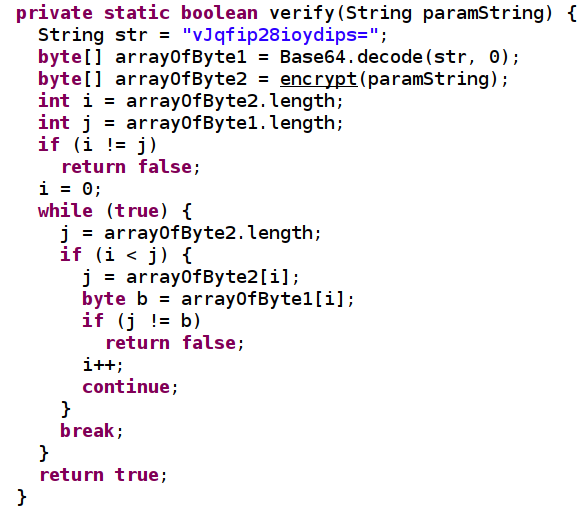 private static boolean verify(String paramString) {
  String str = "vJqfip28ioydips=";
  byte[] arrayOfByte1 = Base64.decode(str, 0);
  byte[] arrayOfByte2 = encrypt(paramString);
  int i = arrayOfByte2.length;
  int j = arrayOfByte1.length;
  if (i != j)
    return false;
  i = 0;
  while (true) {
    j = arrayOfByte2.length;
    if (i < j) {
      j = arrayOfByte2[i];
      byte b = arrayOfByte1[i];
      if (j != b)
        return false;
      i++;
      continue;
    }
    break;
  }
  return true;
}